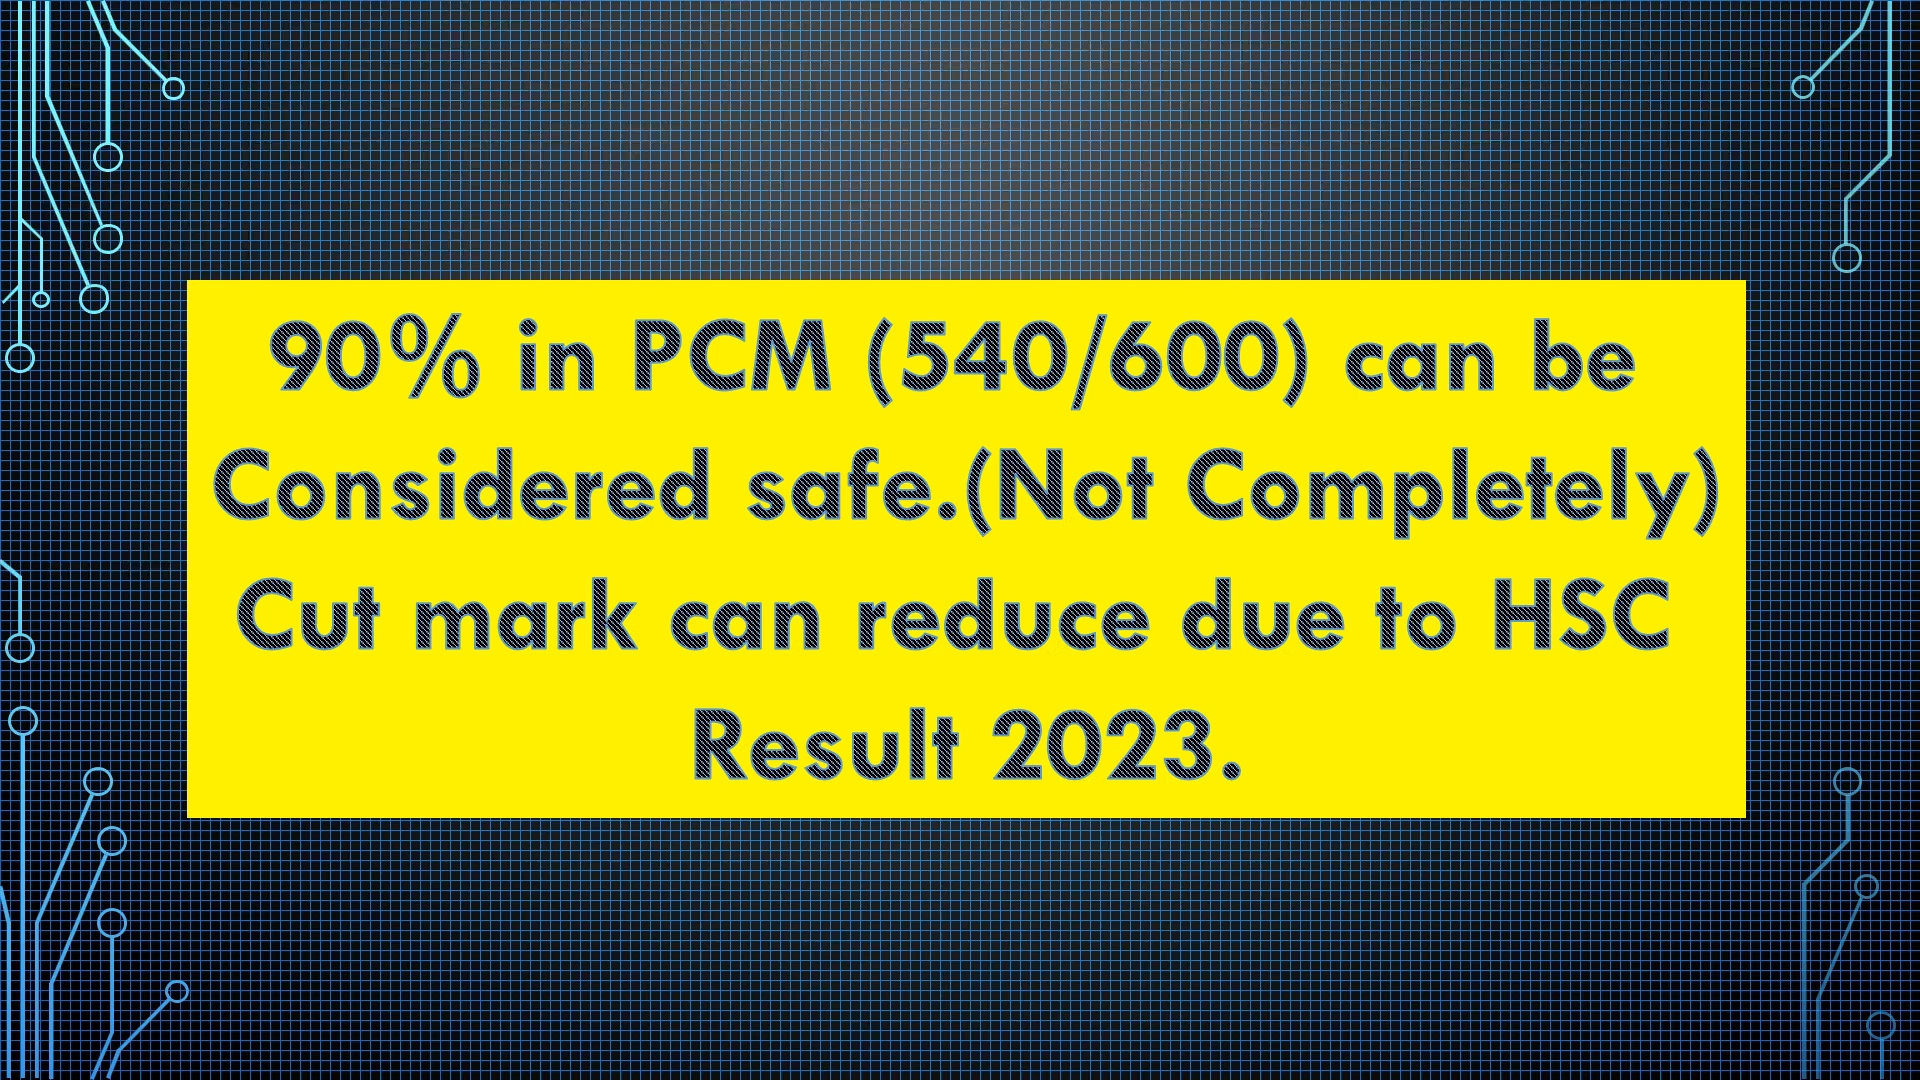 90% in PCM (540/600) can be
Considered safe.(Not Completely)
Cut mark can reduce due to HSC
Result 2023.